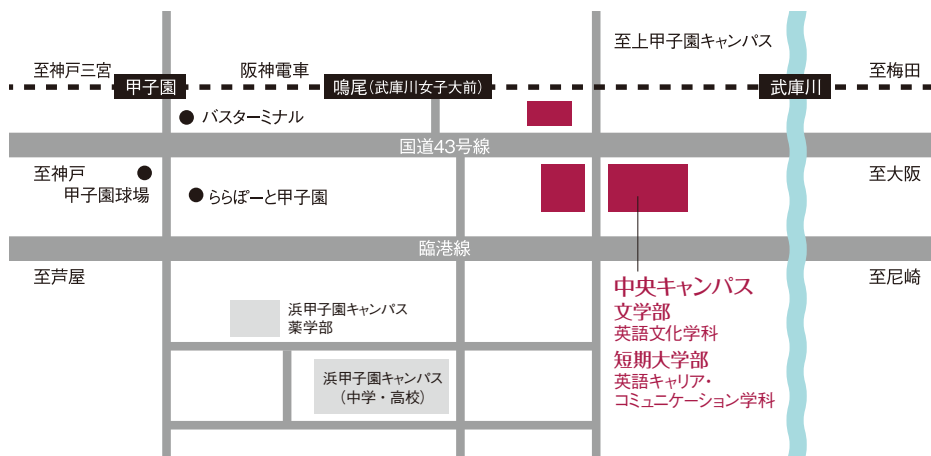 至上甲子園キャンパス
至神戸三宮
阪神電車
至梅田
甲子園
鳴尾(武庫川女子大前)
武庫川
バスターミナル
国道43号線
至神戸
甲子園球場
ららぽーと甲子園
至大阪
臨港線
至芦屋
至尼崎
中央キャンパス
文学部
英語文化学科
短期大学部
英語キャリア・
コミュニケーション学科
浜甲子園キャンパス
薬学部
浜甲子園キャンパス
(中学・高校)